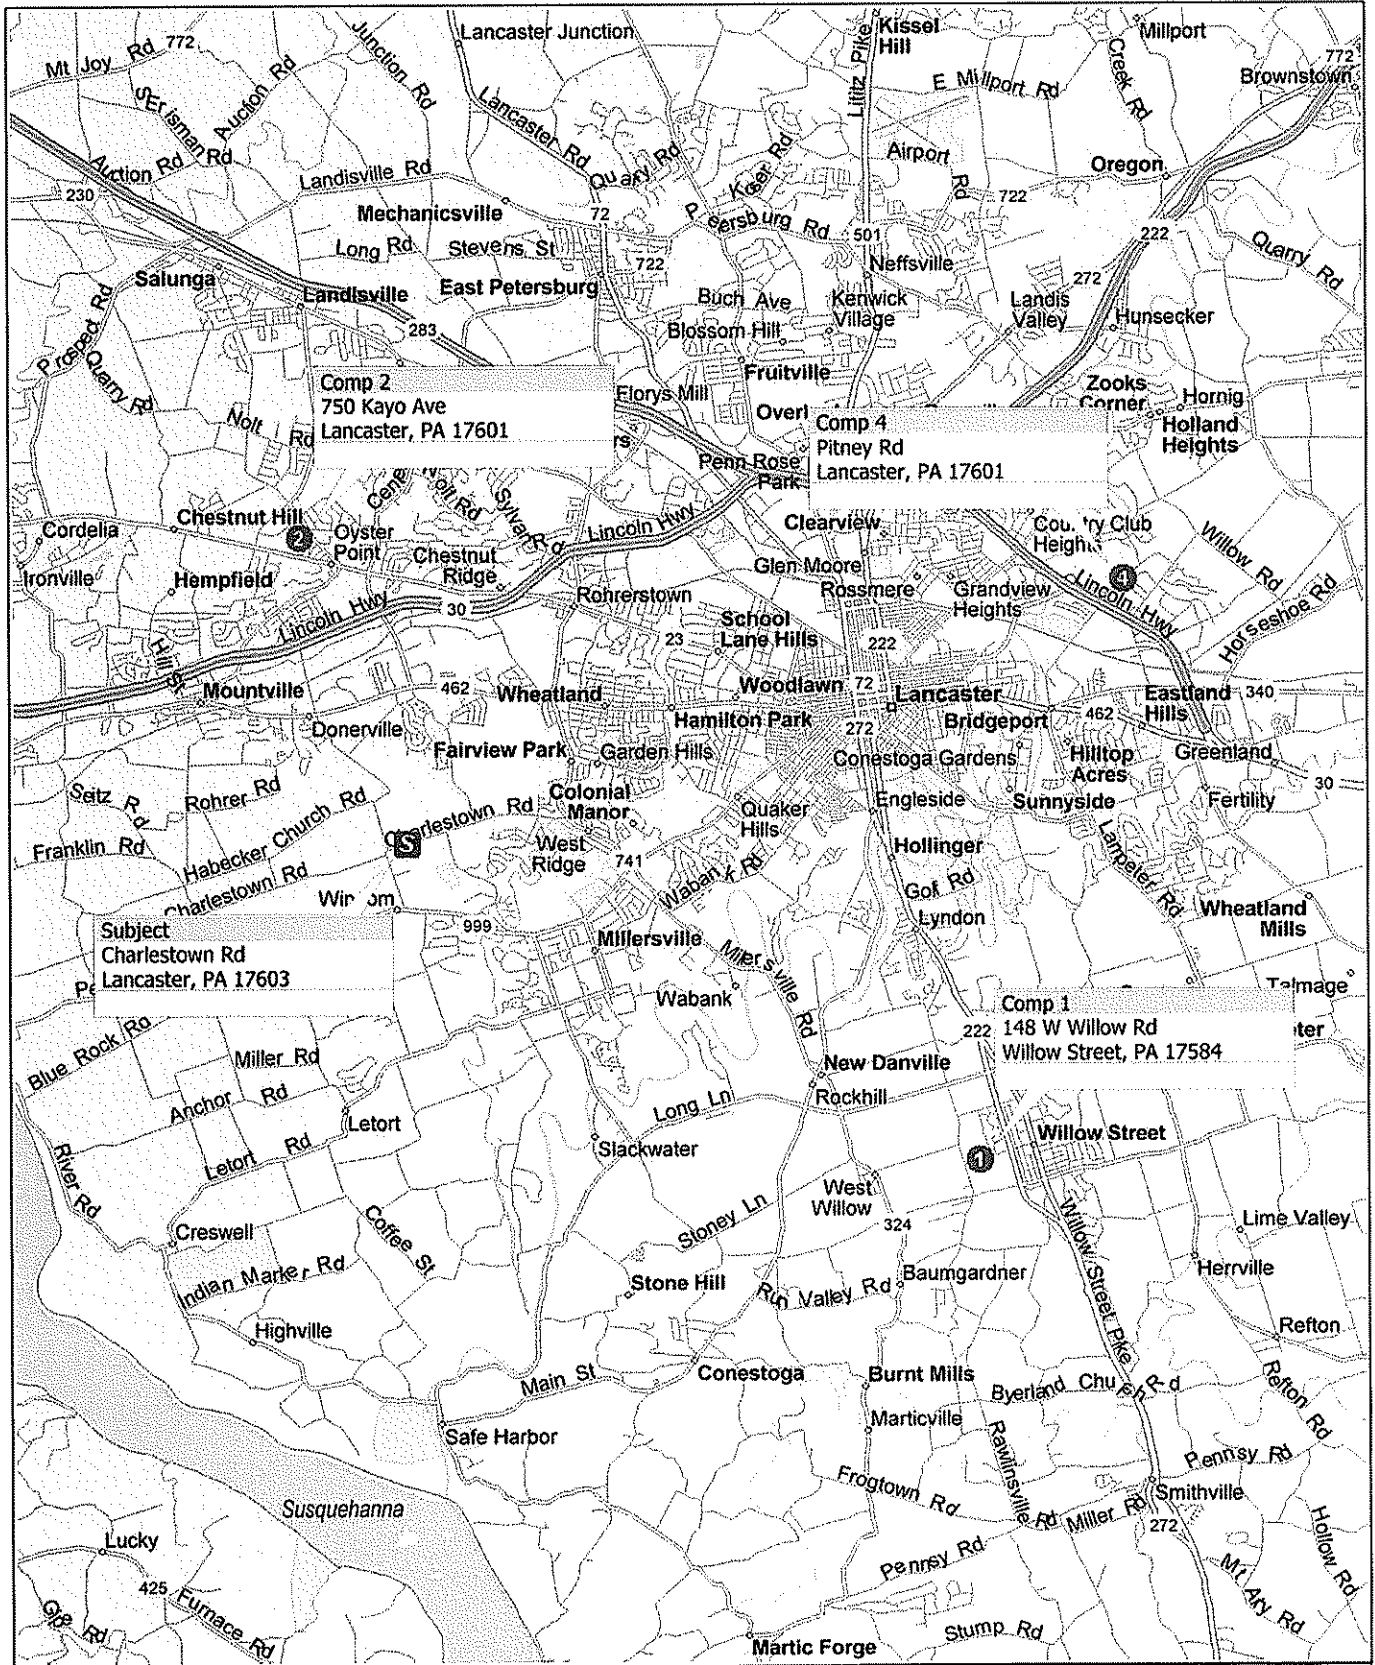 Lancaster Junction
Kissel
Hill
Millport
772
Mt Joy Rd
772
Junction Rd
Lititz Pike
Creek Rd
Brownstown
E Millport Rd
S Erisman Rd
Auction Rd
Lancaster Rd
Quarry Rd
Koser Rd
Airport Rd
Oregon
Auction Rd
Landisville Rd
230
Mechanicsville
72
722
501
222
Long Rd
Stevens St
722
Neffsville
272
Quarry Rd
Salunga
Landisville
East Petersburg
Buch Ave
Kenwick
Village
Landis
Valley
Hunsecker
Prospect Rd
283
Blossom Hill
Quarry Rd
Fruitville
Zooks
Corner
Hornig
Holland
Heights
Comp 2
750 Kayo Ave
Lancaster, PA 17601
Florys Mill
Nolt Rd
Comp 4
Pitney Rd
Lancaster, PA 17601
Penn Rose
Park
Nolt Rd
Sylvan Rd
Lincoln Hwy
Clearview
Willow Rd
Cordelia
Chestnut Hill
2
Oyster
Point
Chestnut
Ridge
Glen Moore
4
Ironville
Hempfield
Rohrerstown
Rossmere
Grandview
Heights
Lincoln Hwy
Horseshoe Rd
Lincoln Hwy
30
School
Lane Hills
23
222
Hill St
Mountville
462
Wheatland
Woodlawn
72
Lancaster
Eastland
Hills
340
Donerville
Hamilton Park
272
Bridgeport
462
Fairview Park
Garden Hills
Conestoga Gardens
Hilltop
Acres
Greenland
30
Seitz Rd
Rohrer Rd
Colonial
Manor
Quaker
Hills
Engleside
Sunnyside
Fertility
Franklin Rd
Habecker Church Rd
Charlestown Rd
S
West
Ridge
741
Hollinger
Lampeter Rd
Charlestown Rd
Wabank Rd
Golf Rd
Lyndon
Wheatland
Mills
999
Millersville
Subject
Charlestown Rd
Lancaster, PA 17603
Millersville Rd
Wabank
Talmage
Comp 1
148 W Willow Rd
Willow Street, PA 17584
222
Blue Rock Rd
Miller Rd
New Danville
Anchor Rd
Rockhill
Letort
Long Ln
Willow Street
Letort Rd
Slackwater
1
River Rd
West
Willow
324
Creswell
Coffee St
Stoney Ln
Lime Valley
Indian Marker Rd
Stone Hill
Run Valley Rd
Baumgardner
Herrville
Willow Street Pike
Highville
Refton
Main St
Conestoga
Burnt Mills
Byerland Church Rd
Refton Rd
Marticville
Safe Harbor
Rawlinsville Rd
Pennsy Rd
Frogtown Rd
Smithville
Susquehanna
Miller Rd
272
Hollow Rd
Lucky
Pennsy Rd
425
Furnace Rd
Mt Airy Rd
Stump Rd
Martic Forge